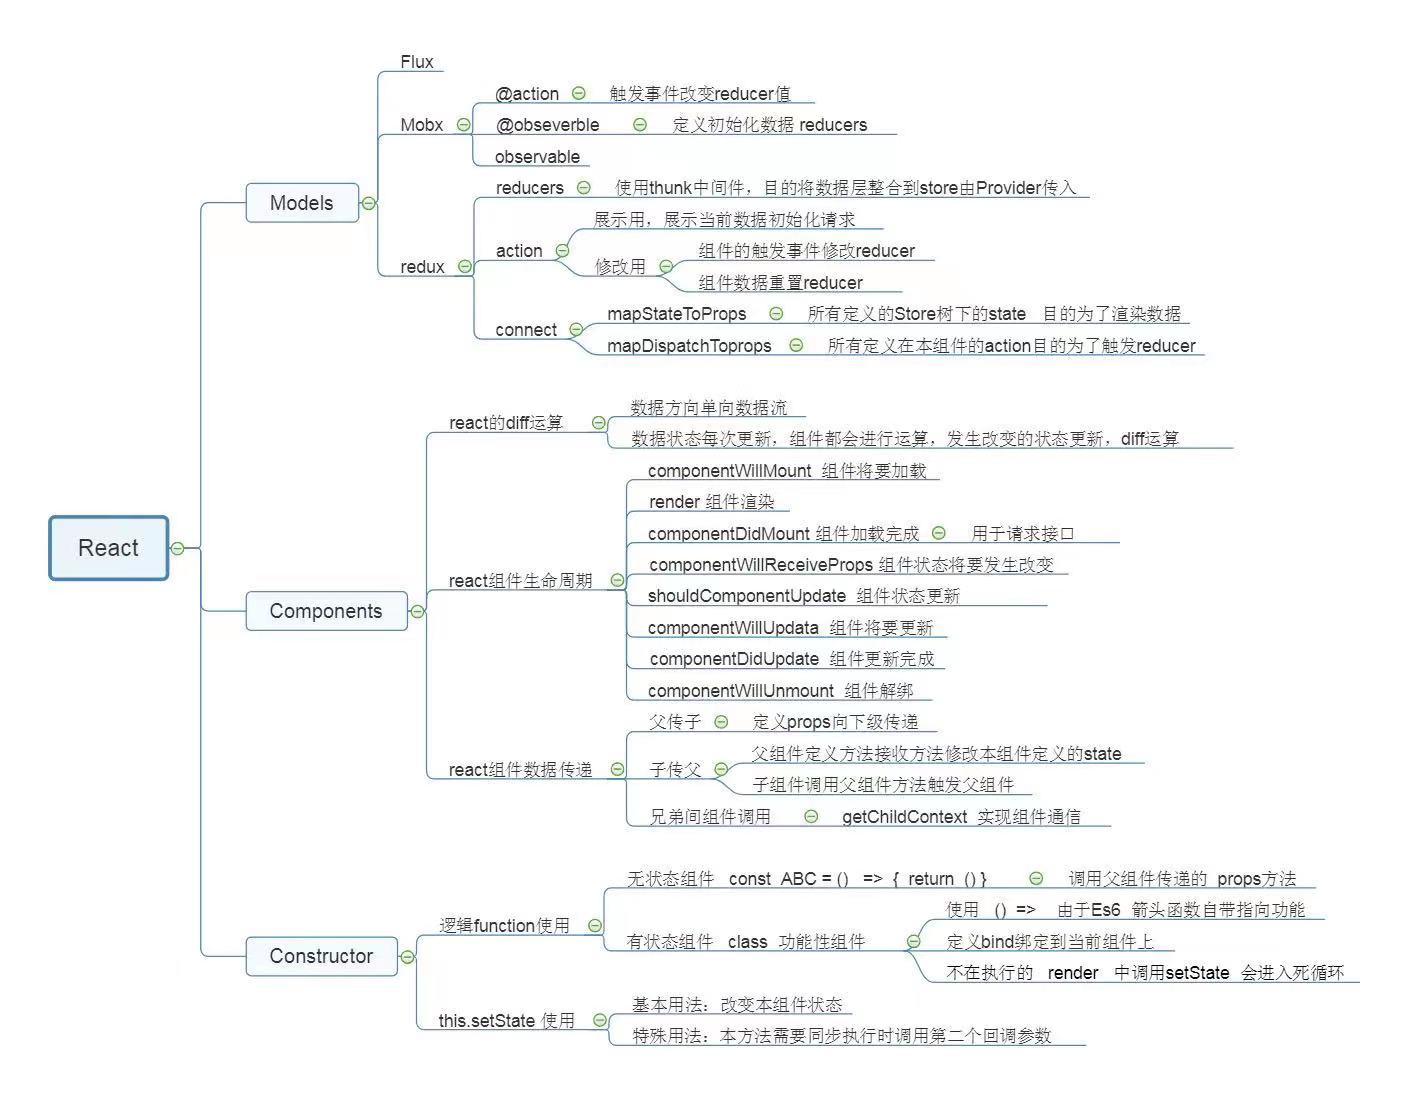 Flux
@action 触发事件改变reducer值
Mobx @obseverble 定义初始化数据 reducers
observable
reducers 使用thunk中间件，目的将数据层整合到store由Provider传入
Models
展示用，展示当前数据初始化请求
action 组件的触发事件修改reducer
redux 修改用
组件数据重置reducer
mapStateToProps 所有定义的Store树下的state 目的为了渲染数据
connect
mapDispatchToprops 所有定义在本组件的action目的为了触发reducer
数据方向单向数据流
react的diff运算
数据状态每次更新，组件都会进行运算，发生改变的状态更新，diff运算
componentWillMount 组件将要加载
render 组件渲染
componentDidMount 组件加载完成 用于请求接口
React
componentWillReceiveProps 组件状态将要发生改变
react组件生命周期
shouldComponentUpdate 组件状态更新
Components
componentWillUpdata 组件将要更新
componentDidUpdate 组件更新完成
componentWillUnmount 组件解绑
父传子 定义props向下级传递
父组件定义方法接收方法修改本组件定义的state
react组件数据传递 子传父
子组件调用父组件方法触发父组件
兄弟间组件调用 getChildContext 实现组件通信
无状态组件 const ABC = () => { return () } 调用父组件传递的 props方法
使用 () => 由于Es6 箭头函数自带指向功能
逻辑function使用
有状态组件 class 功能性组件 定义bind绑定到当前组件上
Constructor
不在执行的 render 中调用setState 会进入死循环
基本用法：改变本组件状态
this.setState 使用
特殊用法：本方法需要同步执行时调用第二个回调参数